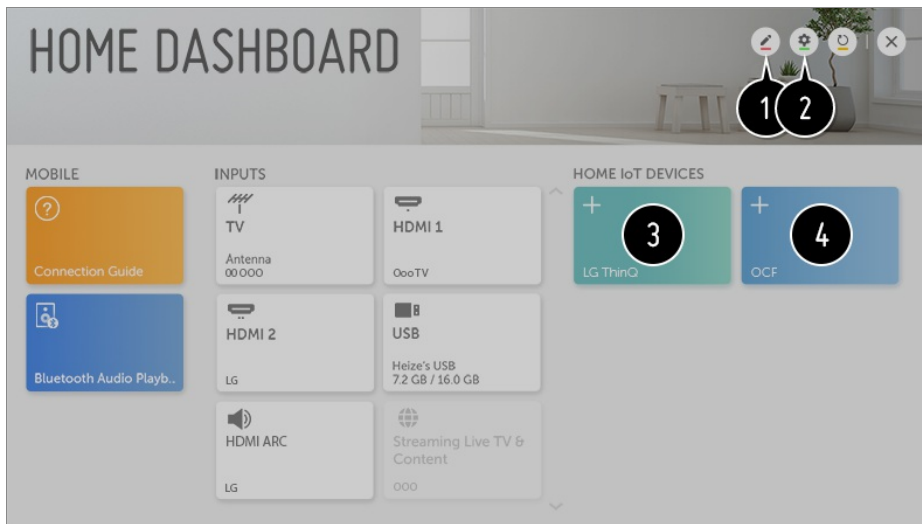 HOME DASHBOARD
1 2
MOBILE
Connection Guide
Bluetooth Audio Playb..
INPUTS
TV
Antenna
00 000
HDMI 1
OooTV
HDMI 2
LG
USB
Heize's USB
7.2 GB / 16.0 GB
HDMI ARC
LG
Streaming Live TV &
Content
000
HOME IoT DEVICES
3
LG ThinQ
4
OCF